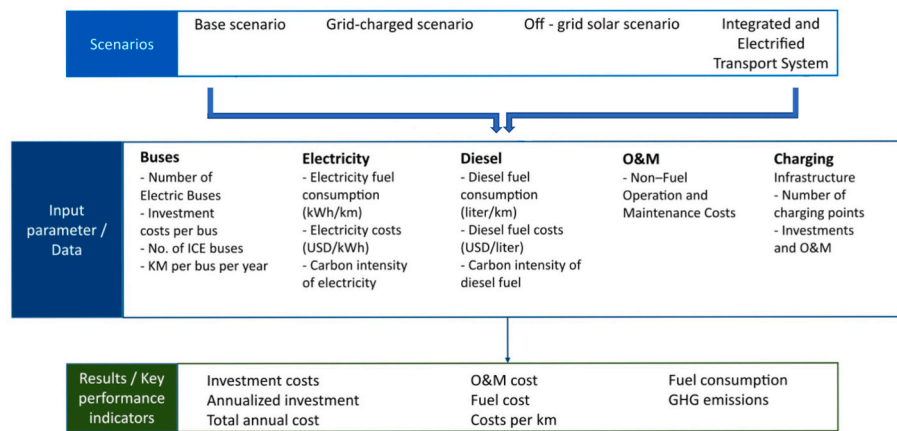 Scenarios
Base scenario
Grid-charged scenario
Off - grid solar scenario
Integrated and
Electrified
Transport System
Input
parameter /
Data
Buses
- Number of
Electric Buses
- Investment
costs per bus
- No. of ICE buses
- KM per bus per year
Electricity
- Electricity fuel
consumption
(kWh/km)
- Electricity costs
(USD/kWh)
- Carbon intensity
of electricity
Diesel
- Diesel fuel
consumption
(liter/km)
- Diesel fuel costs
(USD/liter)
- Carbon intensity of
diesel fuel
O&M
- Non–Fuel
Operation and
Maintenance Costs
Charging
Infrastructure
- Number of
charging points
- Investments
and O&M
Results / Key
performance
indicators
Investment costs
Annualized investment
Total annual cost
O&M cost
Fuel cost
Costs per km
Fuel consumption
GHG emissions